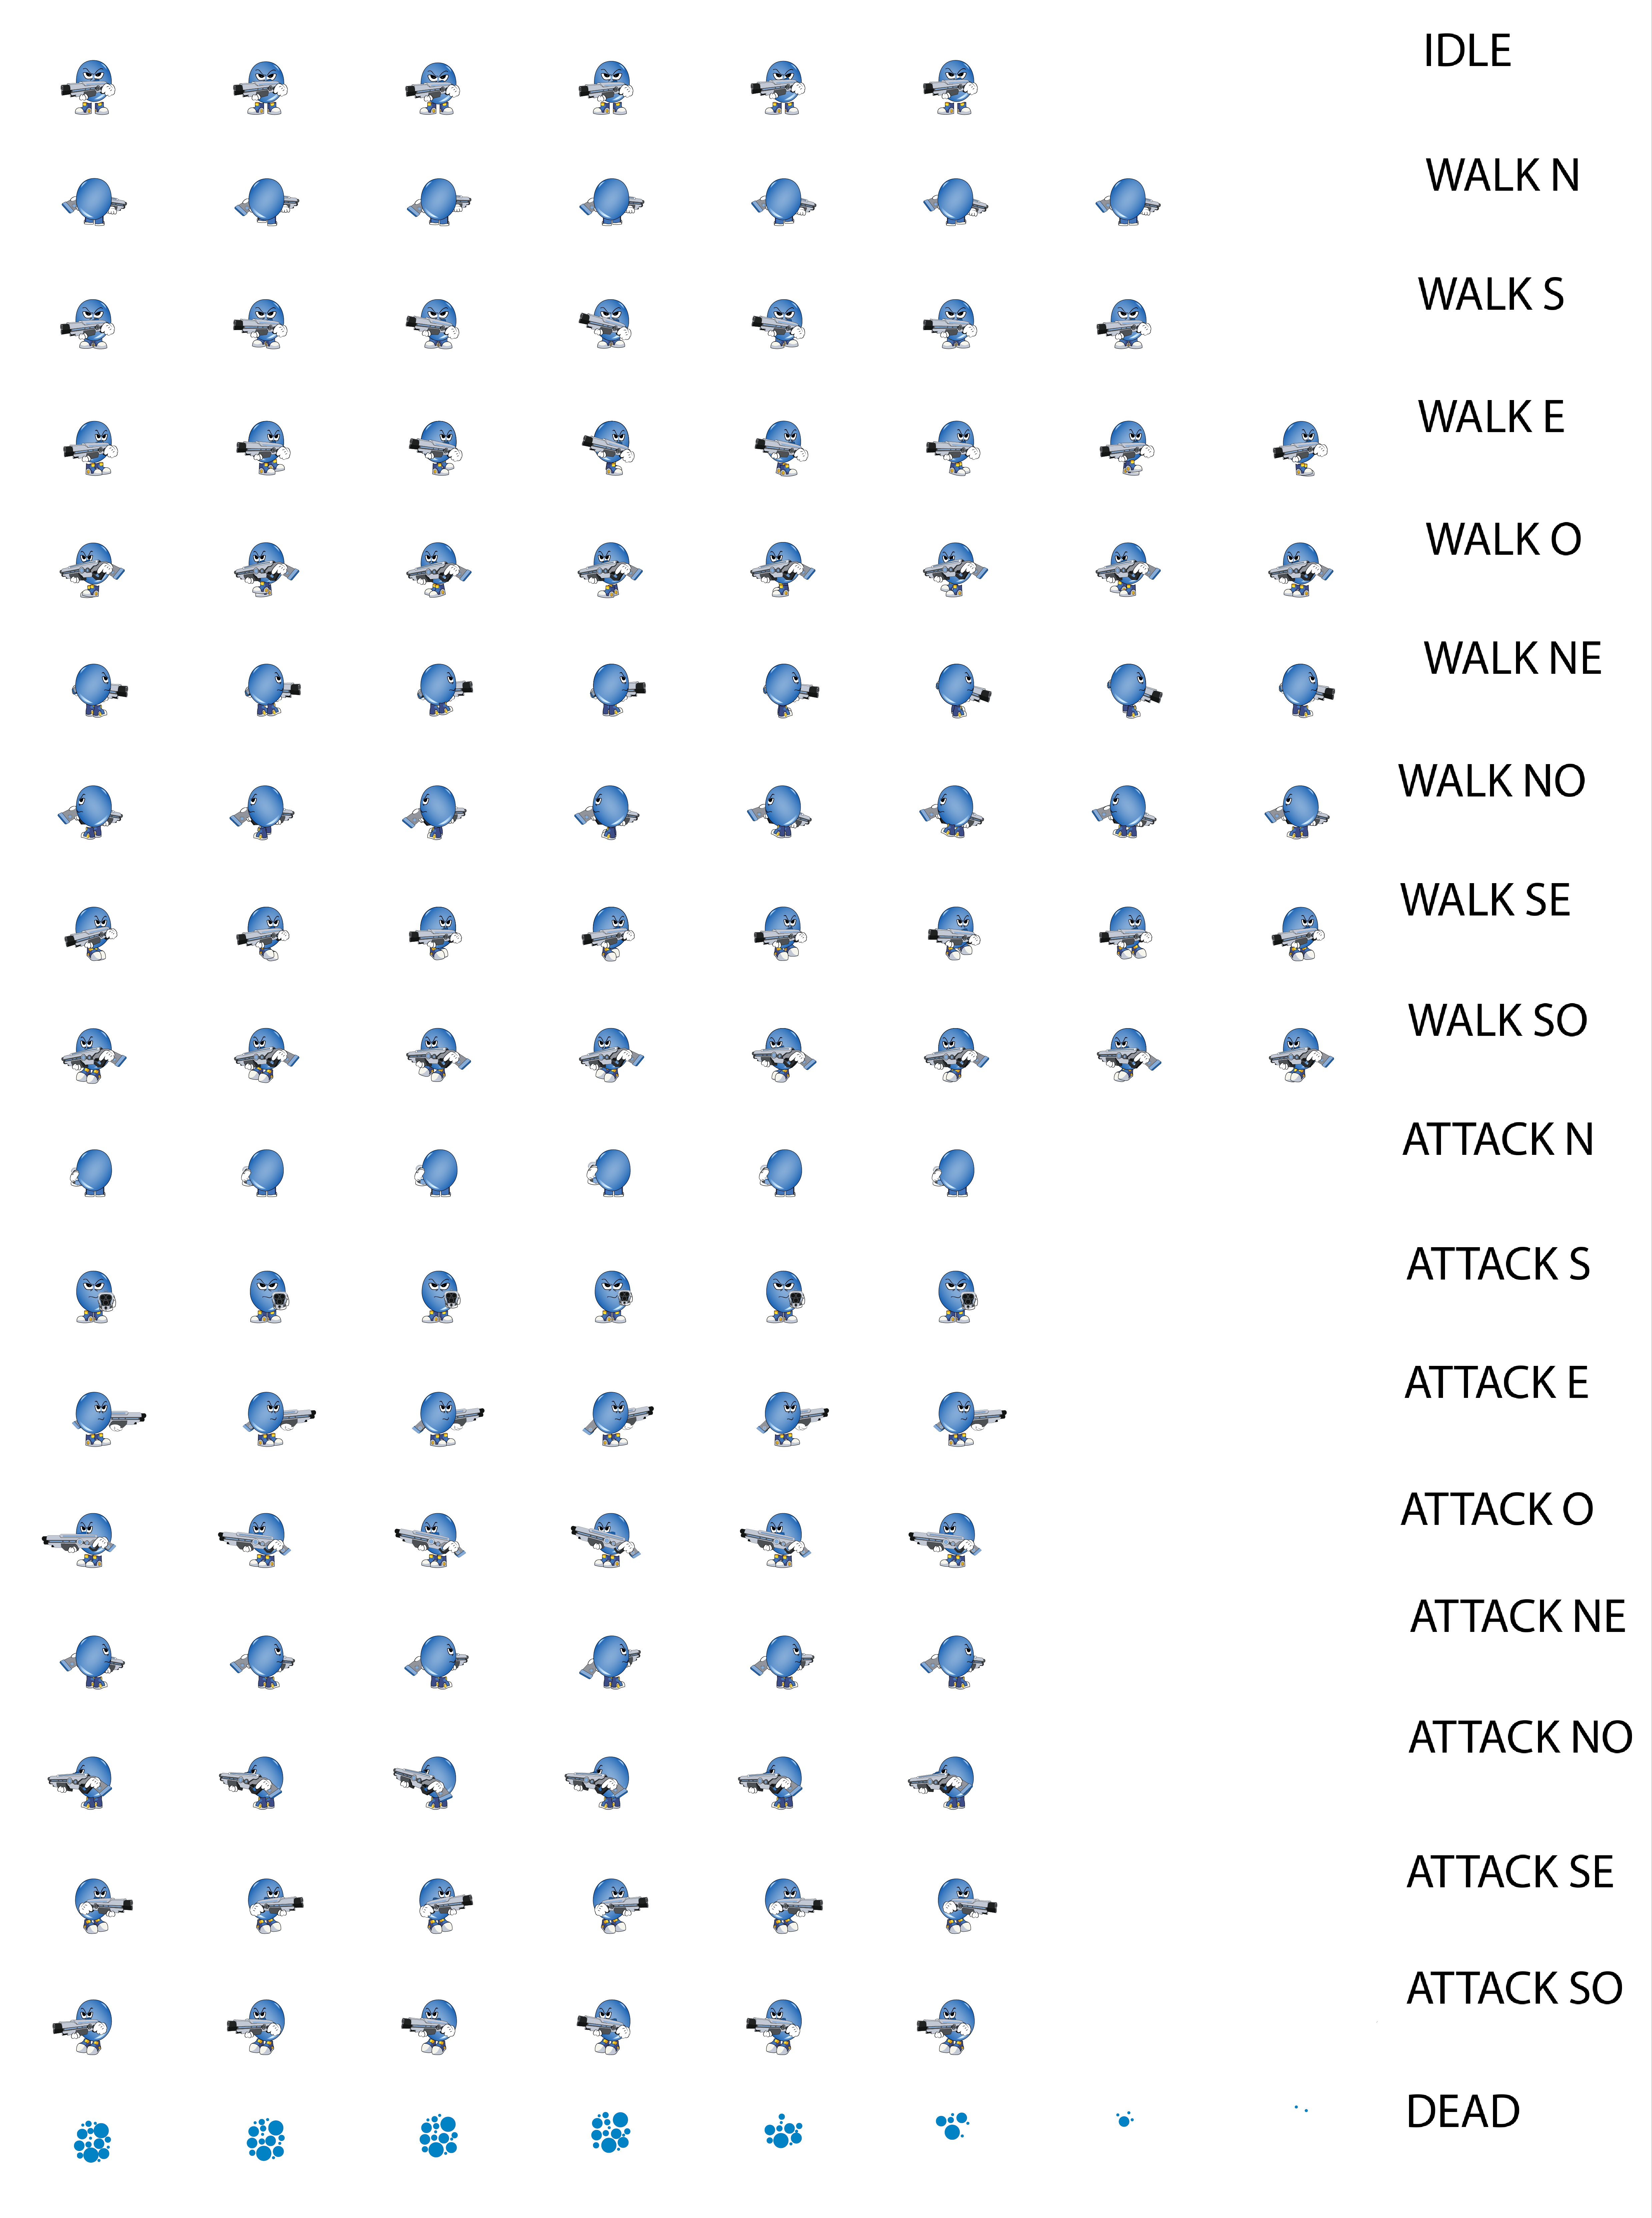 IDLE
WALK N
WALK S
WALK E
WALK O
WALK NE
WALK NO
WALK SE
WALK SO
ATTACK N
ATTACK S
ATTACK E
ATTACK O
ATTACK NE
ATTACK NO
ATTACK SE
ATTACK SO
DEAD